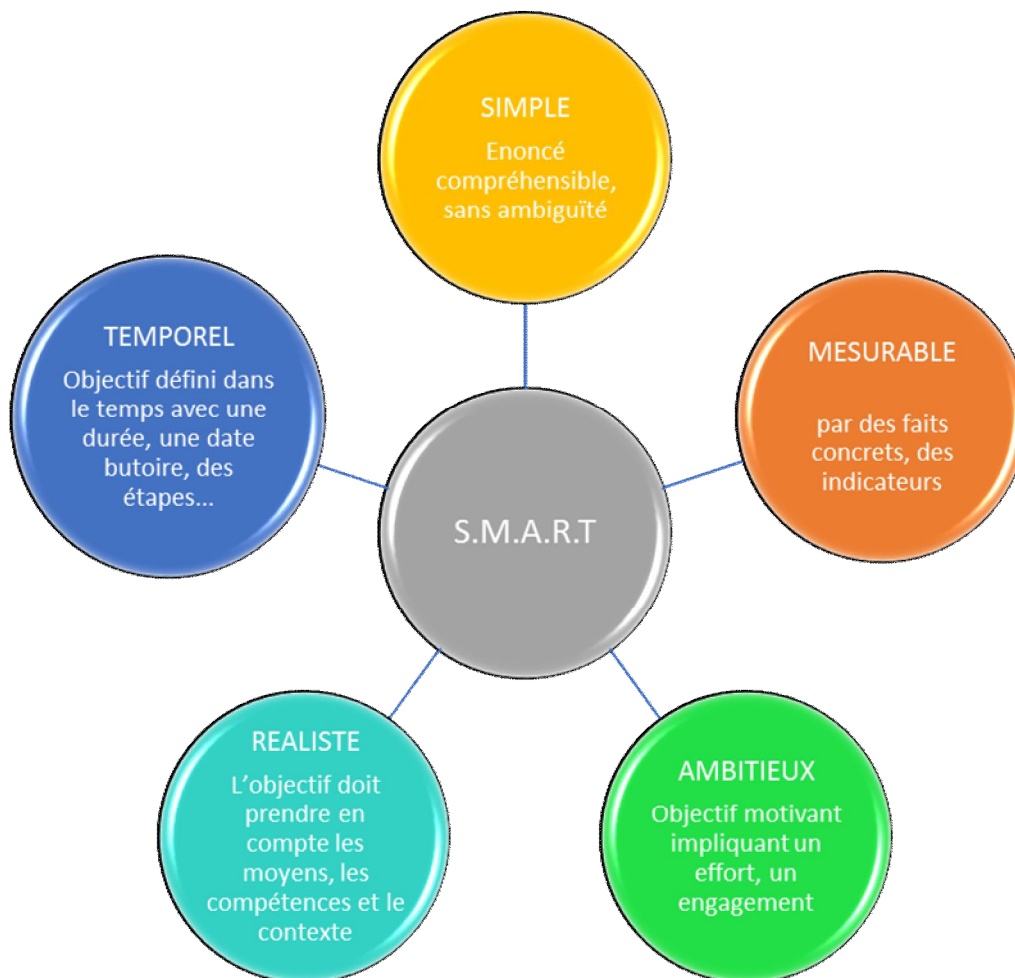 SIMPLE
Enoncé
compréhensible,
sans ambiguïté
MESURABLE
par des faits
concrets, des
indicateurs
AMBITIEUX
Objectif motivant
impliquant un
effort, un
engagement
REALISTE
L’objectif doit
prendre en
compte les
moyens, les
compétences et le
contexte
TEMPOREL
Objectif défini dans
le temps avec une
durée, une date
butoire, des
étapes...
S.M.A.R.T